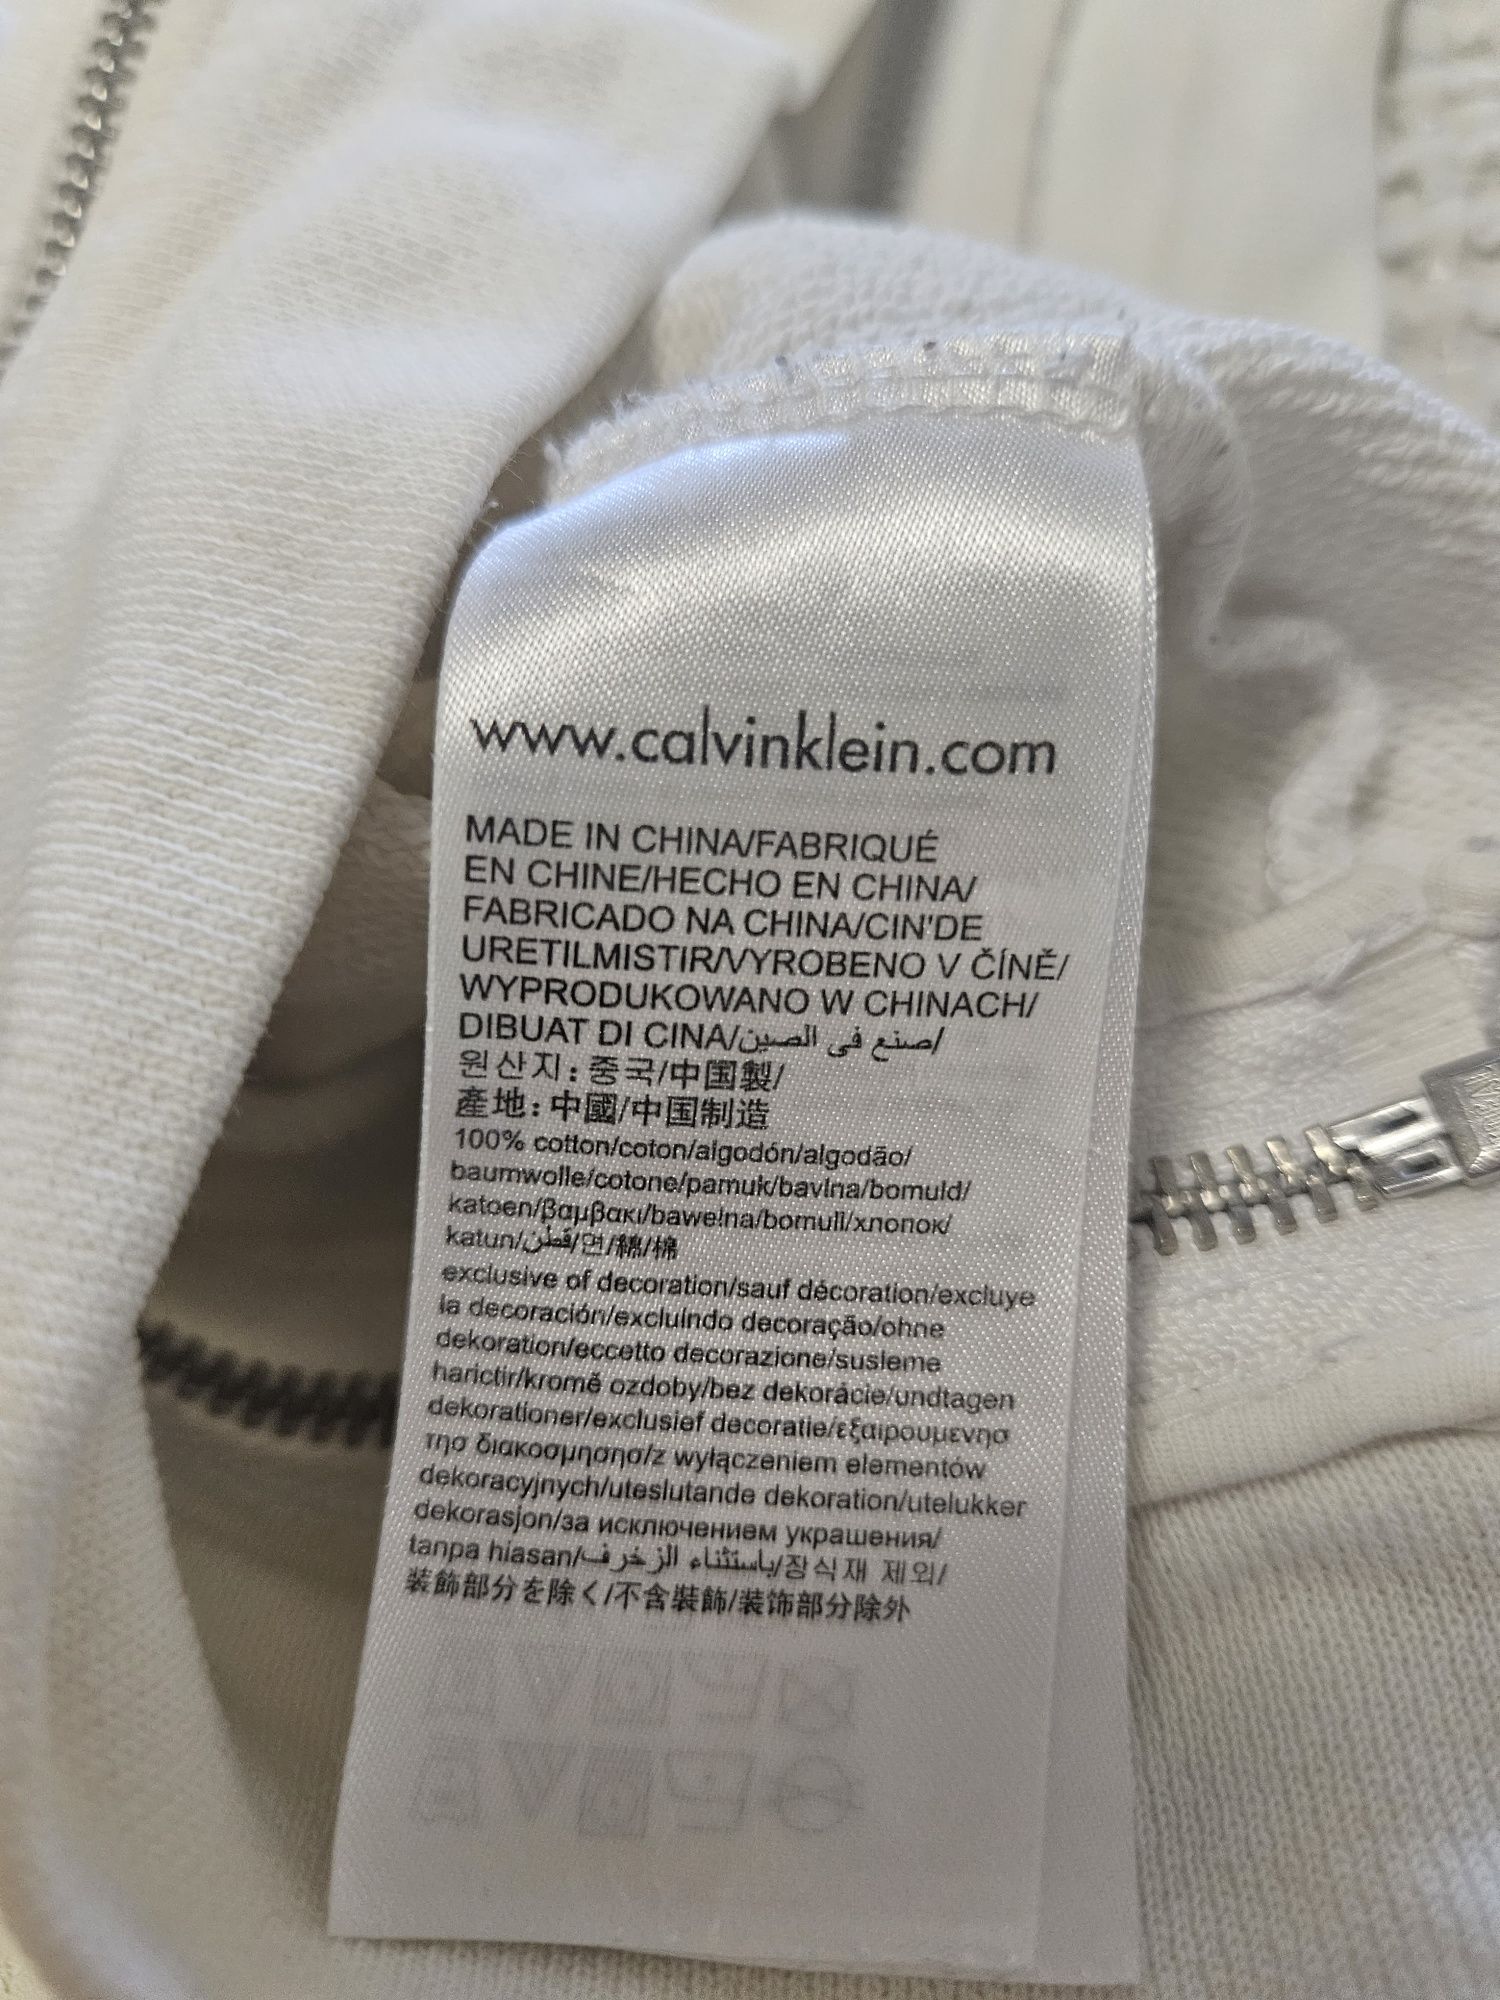 www.calvinklein.com
MADE IN CHINA/FABRIQUÉ
EN CHINE/HECHO EN CHINA/
FABRICADO NA CHINA/CIN'DE
URETILMISTIR/VYROBENO V ČÍNĚ/
WYPRODUKOWANO W CHINACH/
DIBUAT DI CINA/صنع في الصين/
원산지: 중국/中国製/
產地: 中國/中国制造
100% cotton/coton/algodón/algodão/
baumwolle/cotone/pamuk/bavlna/bomuld/
katoen/βαμβακι/bawełna/bomull/хлопок/
katun/قطن/면/綿/棉
exclusive of decoration/sauf décoration/excluye
la decoración/excluindo decoração/ohne
dekoration/eccetto decorazione/susleme
harictir/kromě ozdoby/bez dekorácie/undtagen
dekorationer/exclusief decoratie/εξαιρουμενησ
τησ διακοσμησησ/z wyłączeniem elementów
dekoracyjnych/uteslutande dekoration/utelukker
dekorasjon/за исключением украшения/
tanpa hiasan/باستثناء الزخرف/장식재 제외/
装飾部分を除く/不含裝飾/装饰部分除外